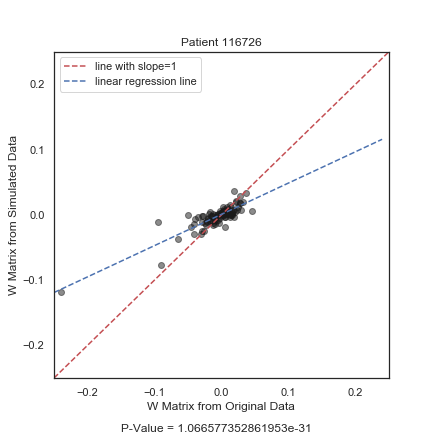 Patient 116726
line with slope=1
linear regression line
W Matrix from Simulated Data
0.2
0.1
0.0
−0.1
−0.2
−0.2 −0.1 0.0 0.1 0.2
W Matrix from Original Data
P-Value = 1.066577352861953e-31